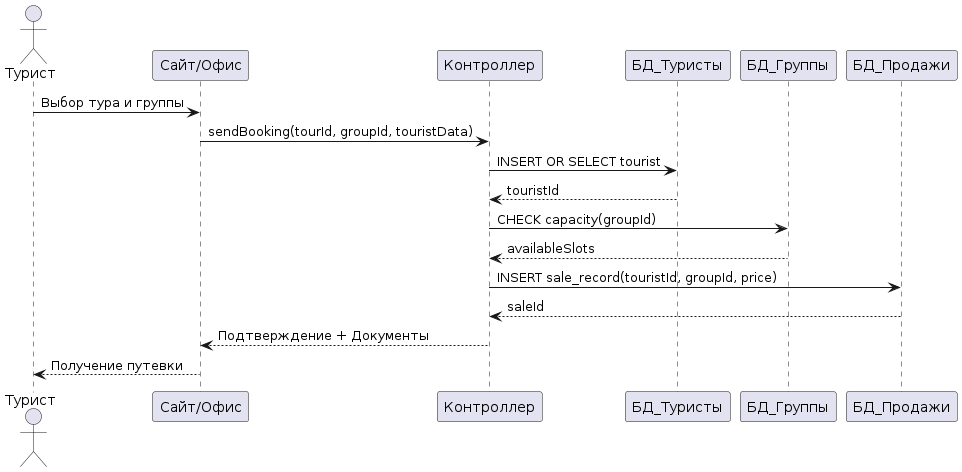 Турист
Сайт/Офис
Контроллер
БД_Туристы
БД_Группы
БД_Продажи
Выбор тура и группы
sendBooking(tourId, groupId, touristData)
INSERT OR SELECT tourist
touristId
CHECK capacity(groupId)
availableSlots
INSERT sale_record(touristId, groupId, price)
saleId
Подтверждение + Документы
Получение путевки
Турист
Сайт/Офис
Контроллер
БД_Туристы
БД_Группы
БД_Продажи